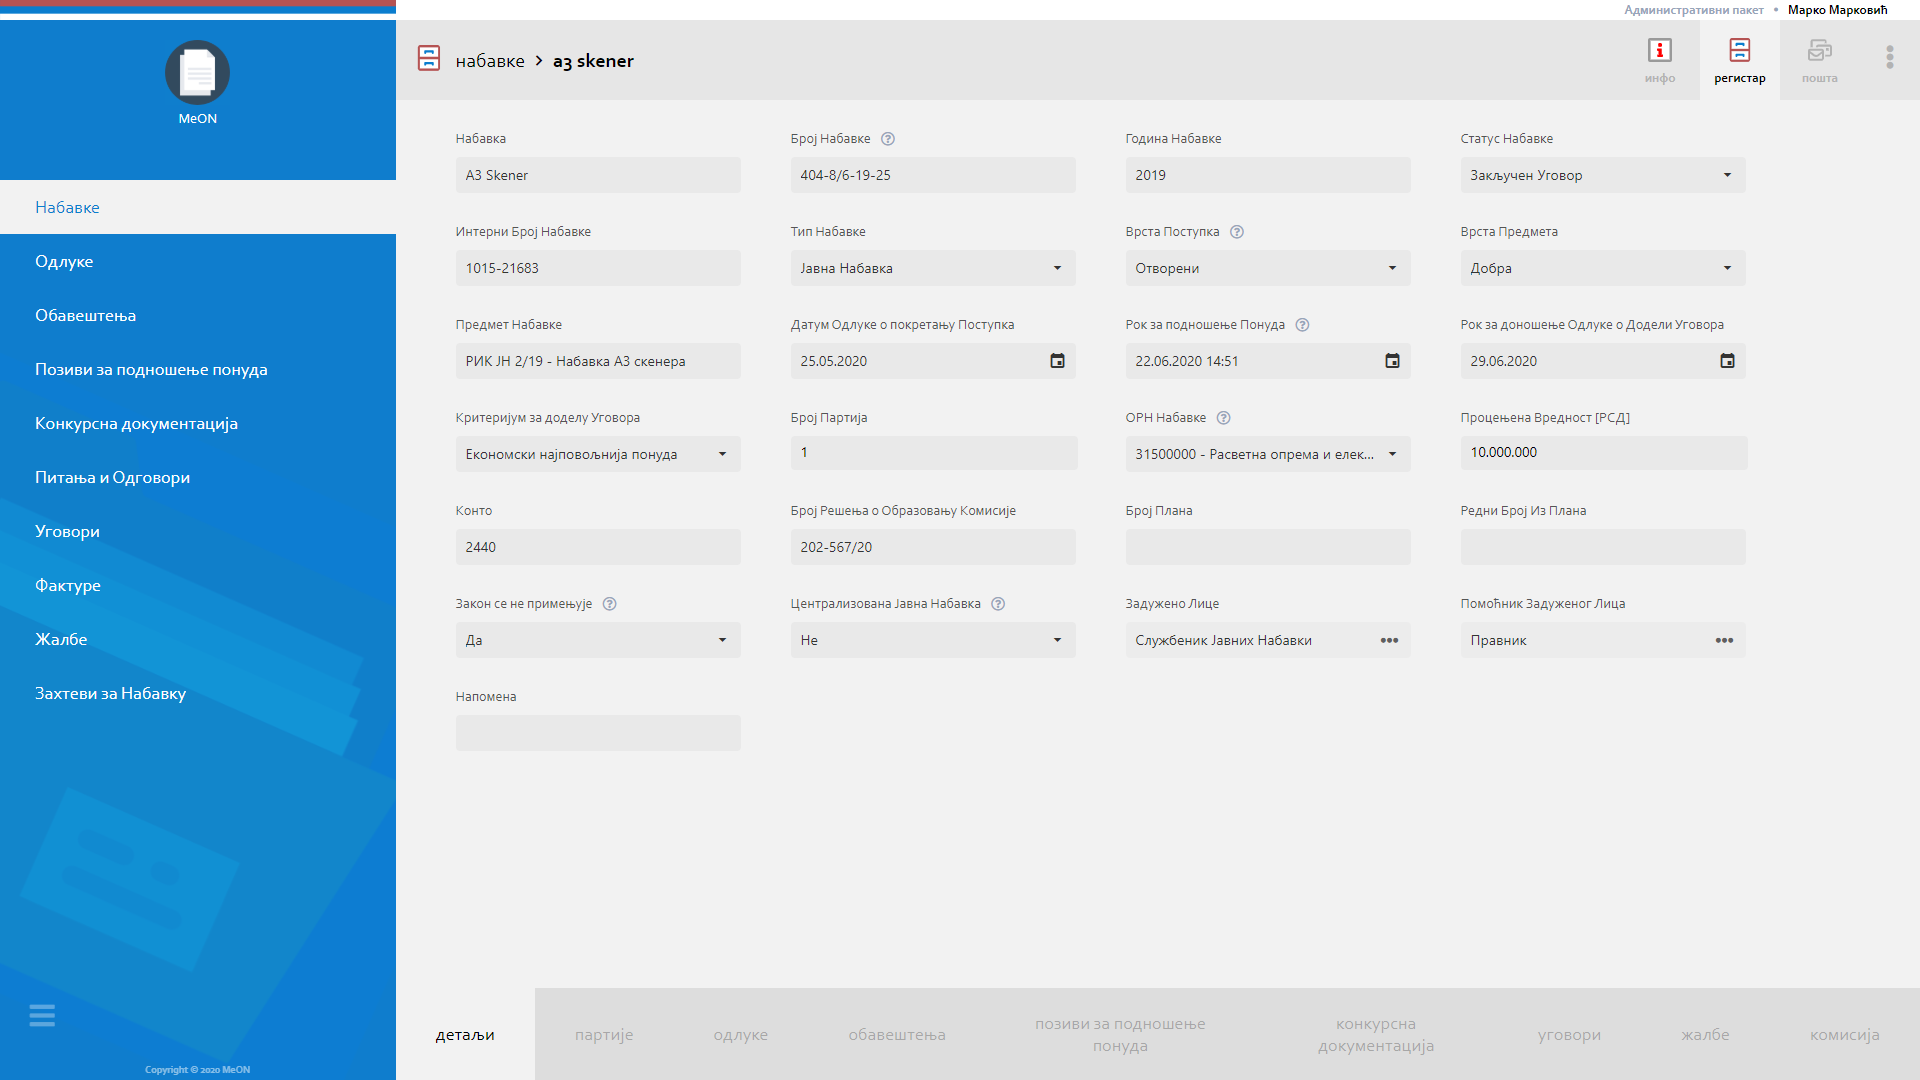 Административни пакет • Марко Марковић
MeON
набавке > аз skener
инфо
регистар
пошта
Набавке
Одлуке
Обавештења
Позиви за подношење понуда
Конкурсна документација
Питања и Одговори
Уговори
Фактуре
Жалбе
Захтеви за Набавку
Copyright © 2020 MeON
Набавка
Број Набавке
Година Набавке
Статус Набавке
A3 Skener
404-8/6-19-25
2019
Закључен Уговор
Интерни Број Набавке
Тип Набавке
Врста Поступка
Врста Предмета
1015-21683
Јавна Набавка
Отворени
Добра
Предмет Набавке
Датум Одлуке о покретању Поступка
Рок за подношење Понуда
Рок за доношење Одлуке о Додели Уговора
РИК ЈН 2/19 - Набавка А3 скенера
25.05.2020
22.06.2020 14:51
29.06.2020
Критеријум за доделу Уговора
Број Партија
ОРН Набавке
Процењена Вредност [РСД]
Економски најповољнија понуда
1
31500000 - Расветна опрема и елек...
10.000.000
Конто
Број Решења о Образовању Комисије
Број Плана
Редни Број Из Плана
2440
202-567/20
Закон се не примењује
Централизована Јавна Набавка
Задужено Лице
Помоћник Задуженог Лица
Да
Не
Службеник Јавних Набавки
Правник
Напомена
детаљи
партије
одлуке
обавештења
позиви за подношење
понуда
конкурсна
документација
уговори
жалбе
комисија